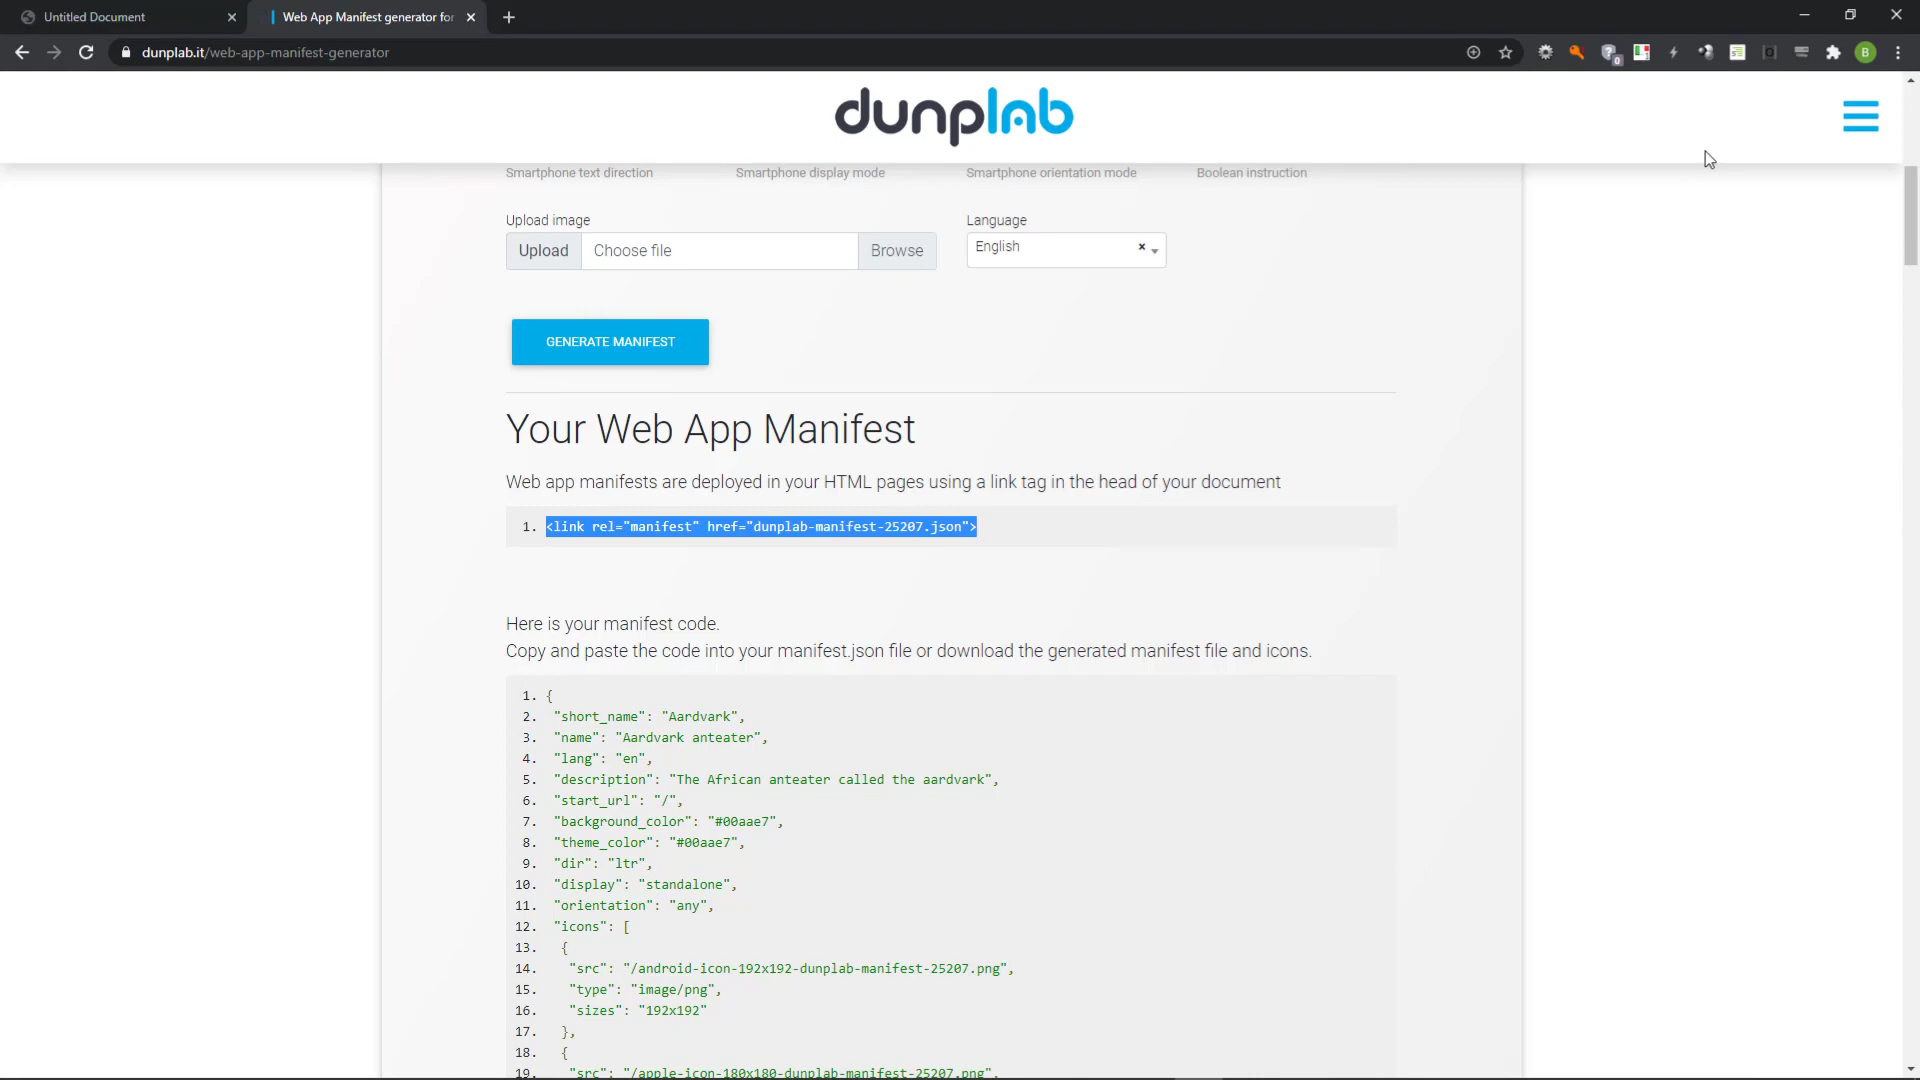 Untitled Document
Web App Manifest generator for
dunplab.it/web-app-manifest-generator
0
B
dunplab
Smartphone text direction
Smartphone display mode
Smartphone orientation mode
Boolean instruction
Upload image
Language
Upload
Choose file
Browse
English
GENERATE MANIFEST
Your Web App Manifest
Web app manifests are deployed in your HTML pages using a link tag in the head of your document
1. <link rel="manifest" href="dunplab-manifest-25207.json">
Here is your manifest code.
Copy and paste the code into your manifest.json file or download the generated manifest file and icons.
1. {
2. "short_name": "Aardvark",
3. "name": "Aardvark anteater",
4. "lang": "en",
5. "description": "The African anteater called the aardvark",
6. "start_url": "/",
7. "background_color": "#00aae7",
8. "theme_color": "#00aae7",
9. "dir": "ltr",
10. "display": "standalone",
11. "orientation": "any",
12. "icons": [
13. {
14. "src": "/android-icon-192x192-dunplab-manifest-25207.png",
15. "type": "image/png",
16. "sizes": "192x192"
17. },
18. {
19. "src": "/apple-icon-180x180-dunplab-manifest-25207.png",